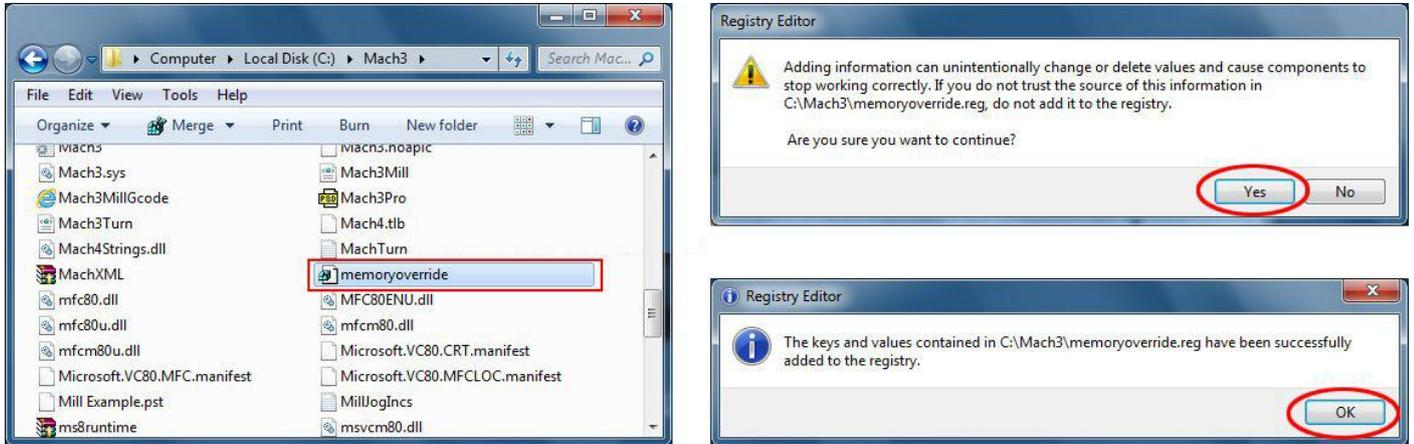 Computer ▸ Local Disk (C:) ▸ Mach3 ▸
Search Mac...
File Edit View Tools Help
Organize Merge Print Burn New folder
Mach3 Mach3.noapic
Mach3.sys Mach3Mill
Mach3MillGcode Mach3Pro
Mach3Turn Mach4.tlb
Mach4Strings.dll MachTurn
MachXML memoryoverride
mfc80.dll MFC80ENU.dll
mfc80u.dll mfcm80.dll
mfcm80u.dll Microsoft.VC80.CRT.manifest
Microsoft.VC80.MFC.manifest Microsoft.VC80.MFCLOC.manifest
Mill Example.pst MillJogIncs
ms8runtime msvcm80.dll
Registry Editor
Adding information can unintentionally change or delete values and cause components to
stop working correctly. If you do not trust the source of this information in
C:\Mach3\memoryoverride.reg, do not add it to the registry.
Are you sure you want to continue?
Yes No
Registry Editor
The keys and values contained in C:\Mach3\memoryoverride.reg have been successfully
added to the registry.
OK